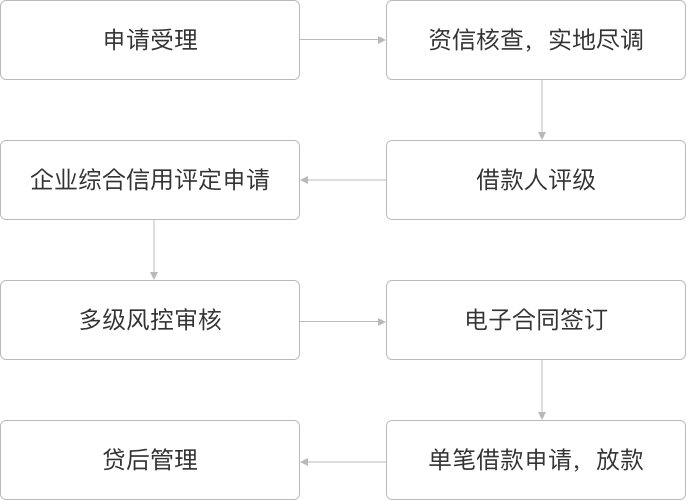 申请受理
资信核查，实地尽调
企业综合信用评定申请
借款人评级
多级风控审核
电子合同签订
贷后管理
单笔借款申请，放款